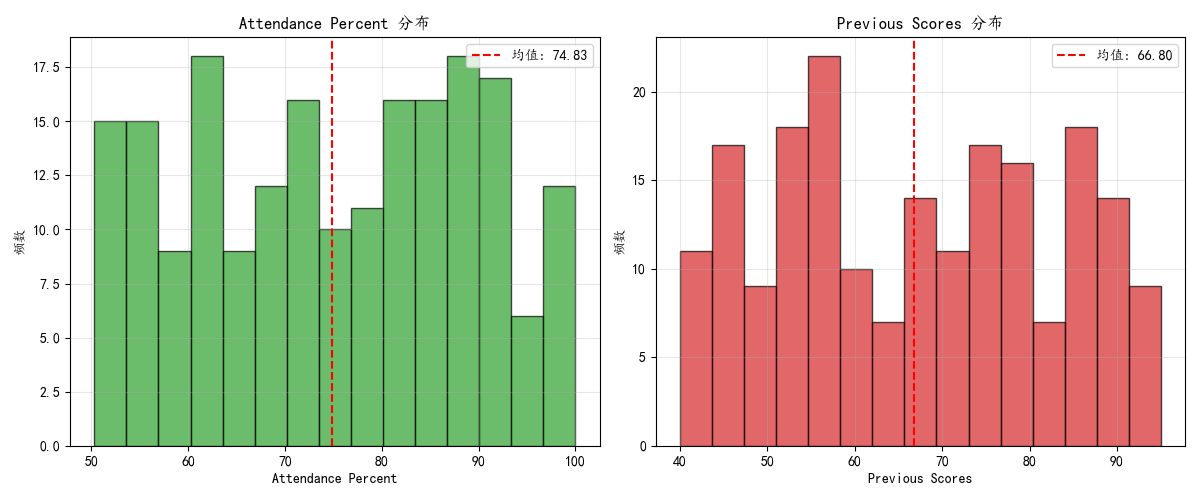 Attendance Percent 分布
均值: 74.83
频数
17.5
15.0
12.5
10.0
7.5
5.0
2.5
0.0
50 60 70 80 90 100
Attendance Percent
Previous Scores 分布
均值: 66.80
频数
20
15
10
5
0
40 50 60 70 80 90
Previous Scores